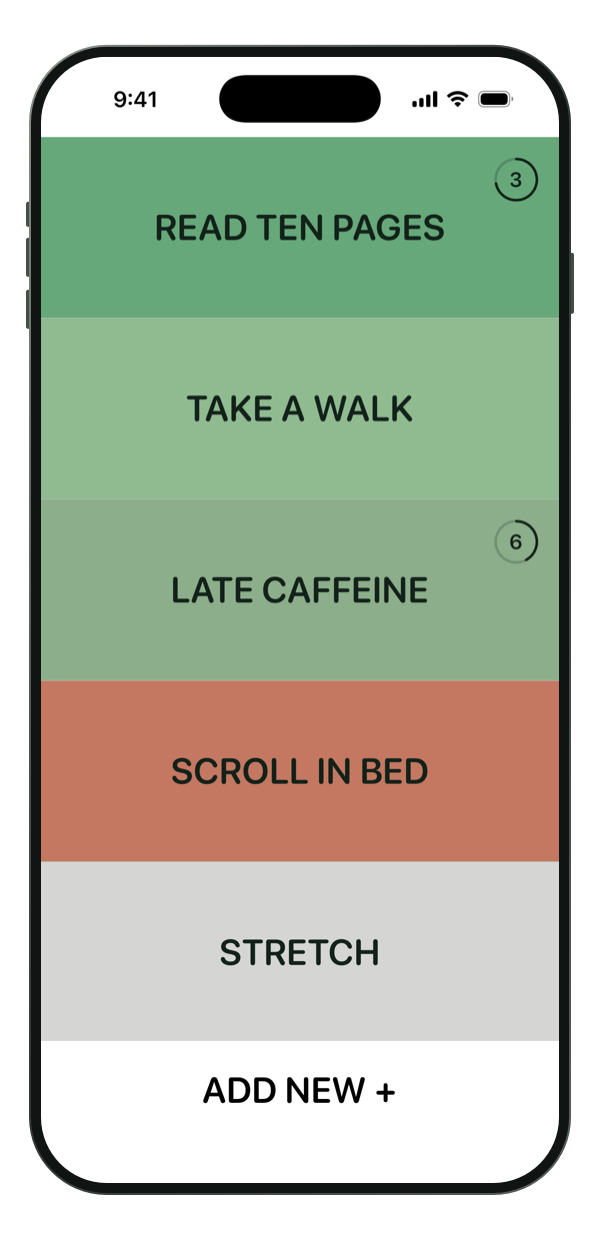 9:41
3
READ TEN PAGES
TAKE A WALK
6
LATE CAFFEINE
SCROLL IN BED
STRETCH
ADD NEW +